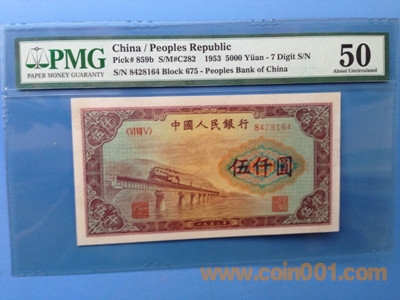 PMG
PAPER MONEY GUARANTY
China / Peoples Republic
Pick# 859b S/M#C282 1953 5000 Yüan - 7 Digit S/N
S/N 8428164 Block 675 - Peoples Bank of China
50
About Uncirculated
中國人民銀行
8428164
伍仟圓
www.coin001.com